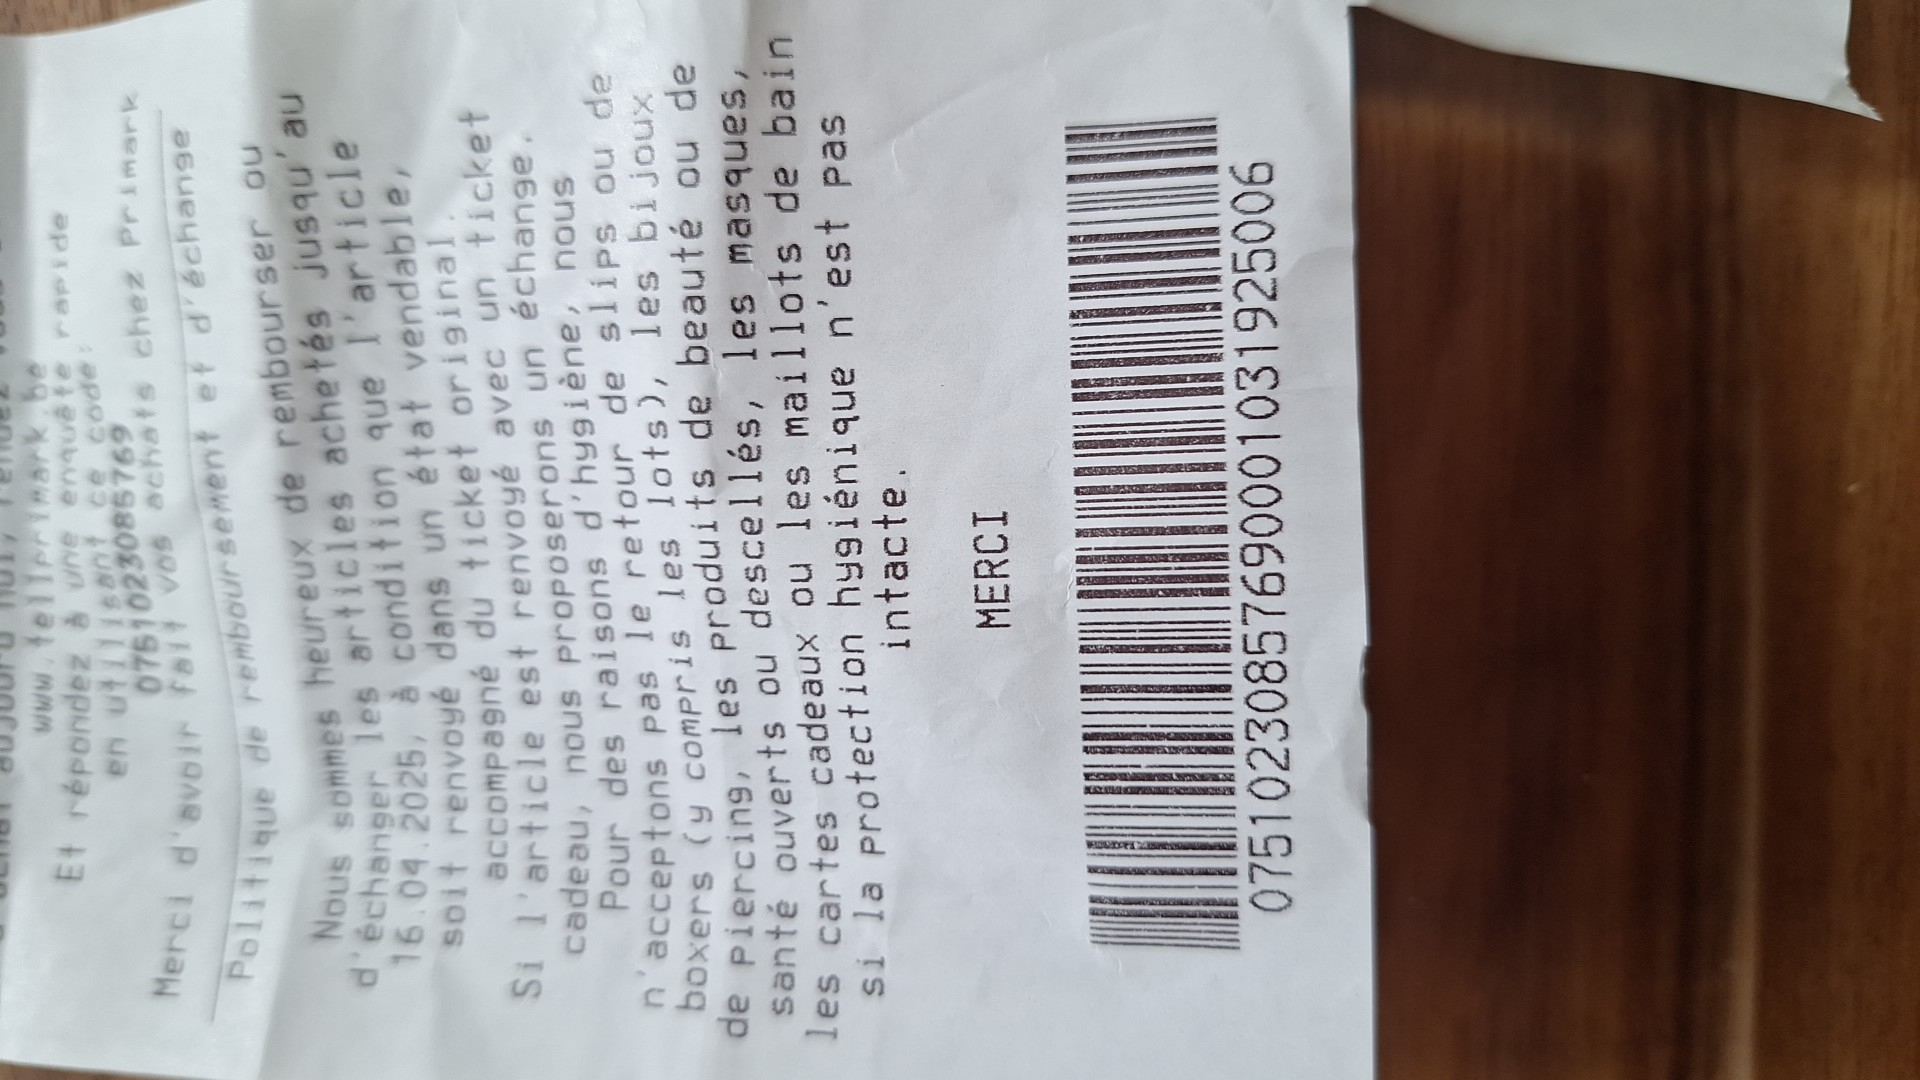 www.tellprimark.be
Et répondez à une enquête rapide
en utilisant ce code:
075102308576​9
Merci d'avoir fait vos achats chez Primark
Politique de remboursement et d'échange
Nous sommes heureux de rembourser ou
d'échanger les articles achetés jusqu'au
16.04.2025, à condition que l'article
soit renvoyé dans un état vendable,
accompagné du ticket original.
Si l'article est renvoyé avec un ticket
cadeau, nous proposerons un échange.
Pour des raisons d'hygiène, nous
n'acceptons pas le retour de slips ou de
boxers (y compris les lots), les bijoux
de piercing, les produits de beauté ou de
santé ouverts ou descellés, les masques,
les cartes cadeaux ou les maillots de bain
si la protection hygiénique n'est pas
intacte.
MERCI
0751023085769000103192​5006